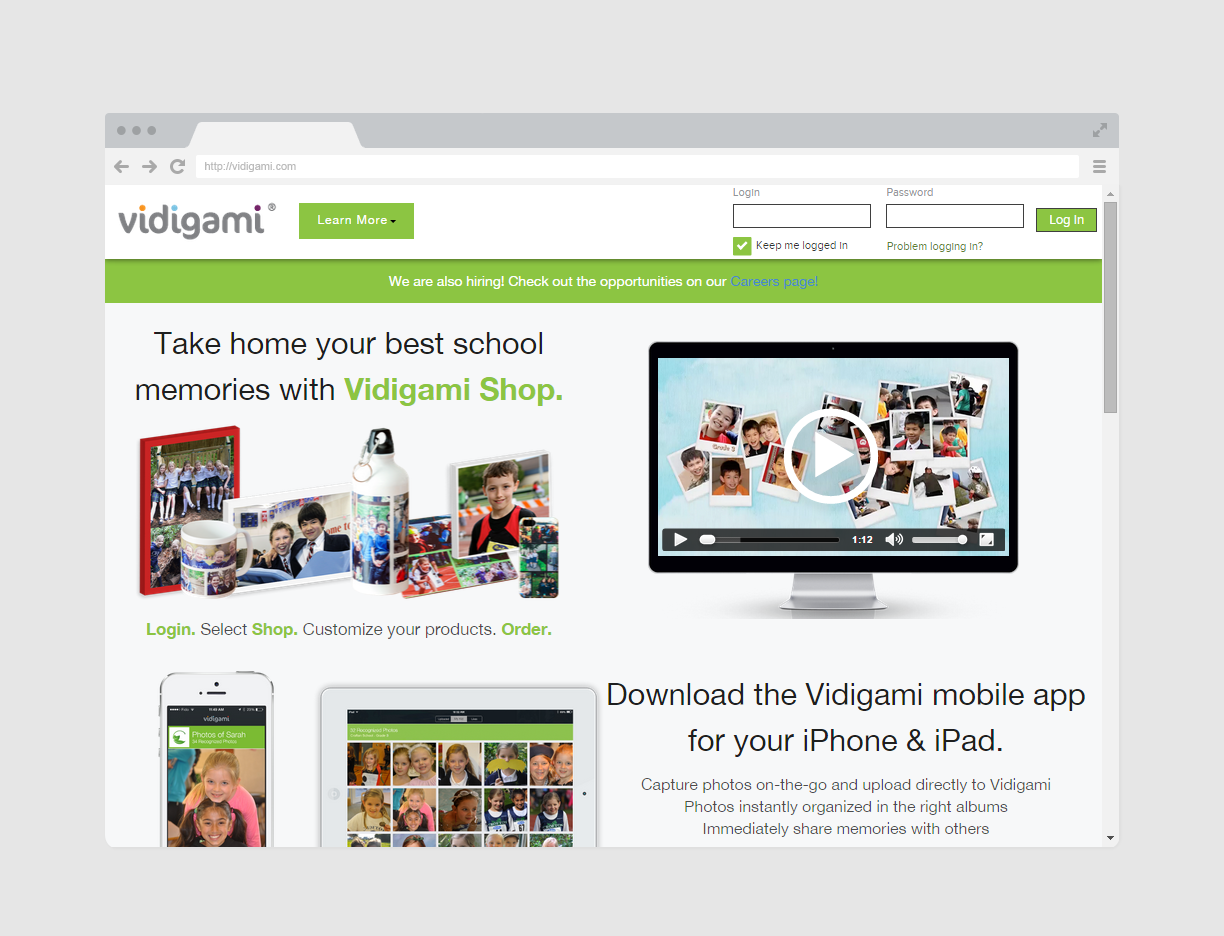 http://vidigami.com
vidigami®
Learn More
Login
Password
Log In
Keep me logged in
Problem logging in?
We are also hiring! Check out the opportunities on our Careers page!
Take home your best school
memories with Vidigami Shop.
Grade 3
1:12
Login. Select Shop. Customize your products. Order.
vidigami
Photos of Sarah
Download the Vidigami mobile app
for your iPhone & iPad.
Capture photos on-the-go and upload directly to Vidigami
Photos instantly organized in the right albums
Immediately share memories with others